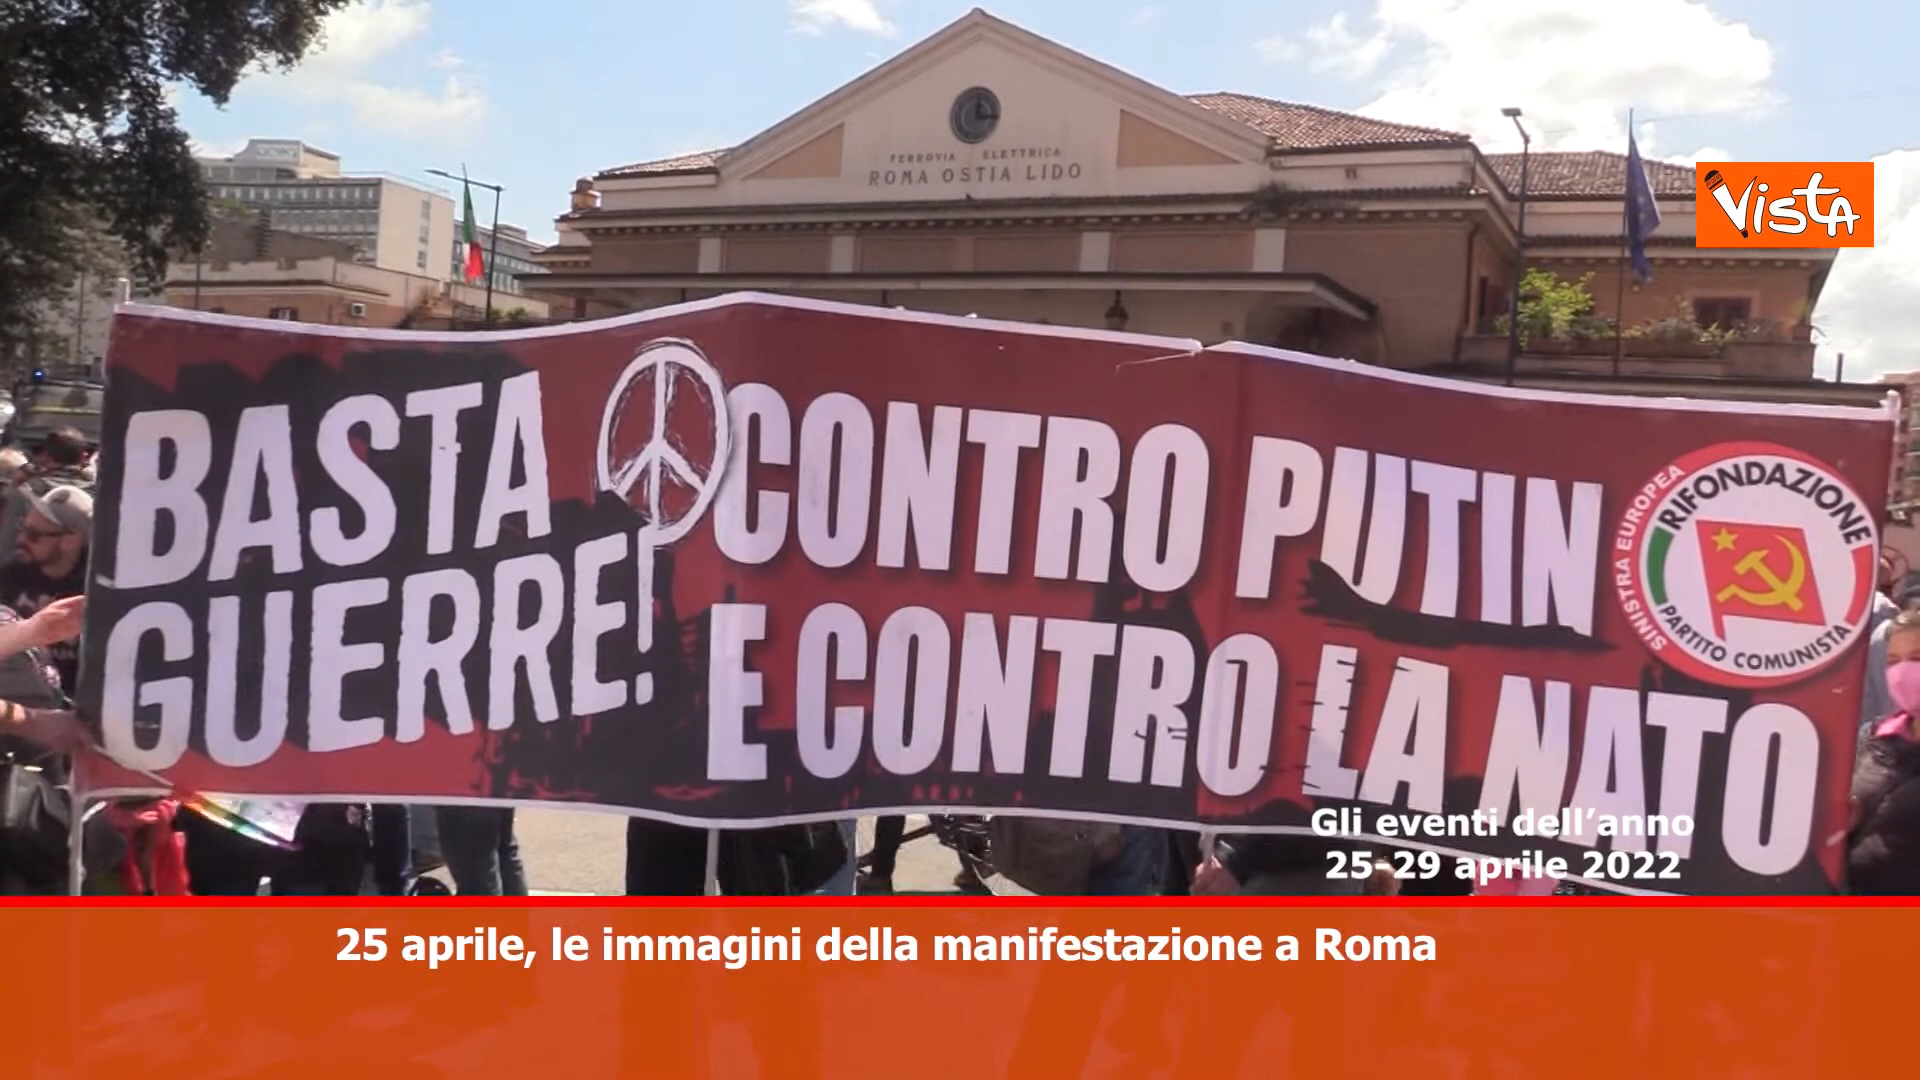 FERROVIA ELETTRICA
ROMA OSTIA LIDO
Vista
BASTA
GUERRE!
CONTRO PUTIN
E CONTRO LA NATO
SINISTRA EUROPEA
RIFONDAZIONE
PARTITO COMUNISTA
Gli eventi dell'anno
25-29 aprile 2022
25 aprile, le immagini della manifestazione a Roma